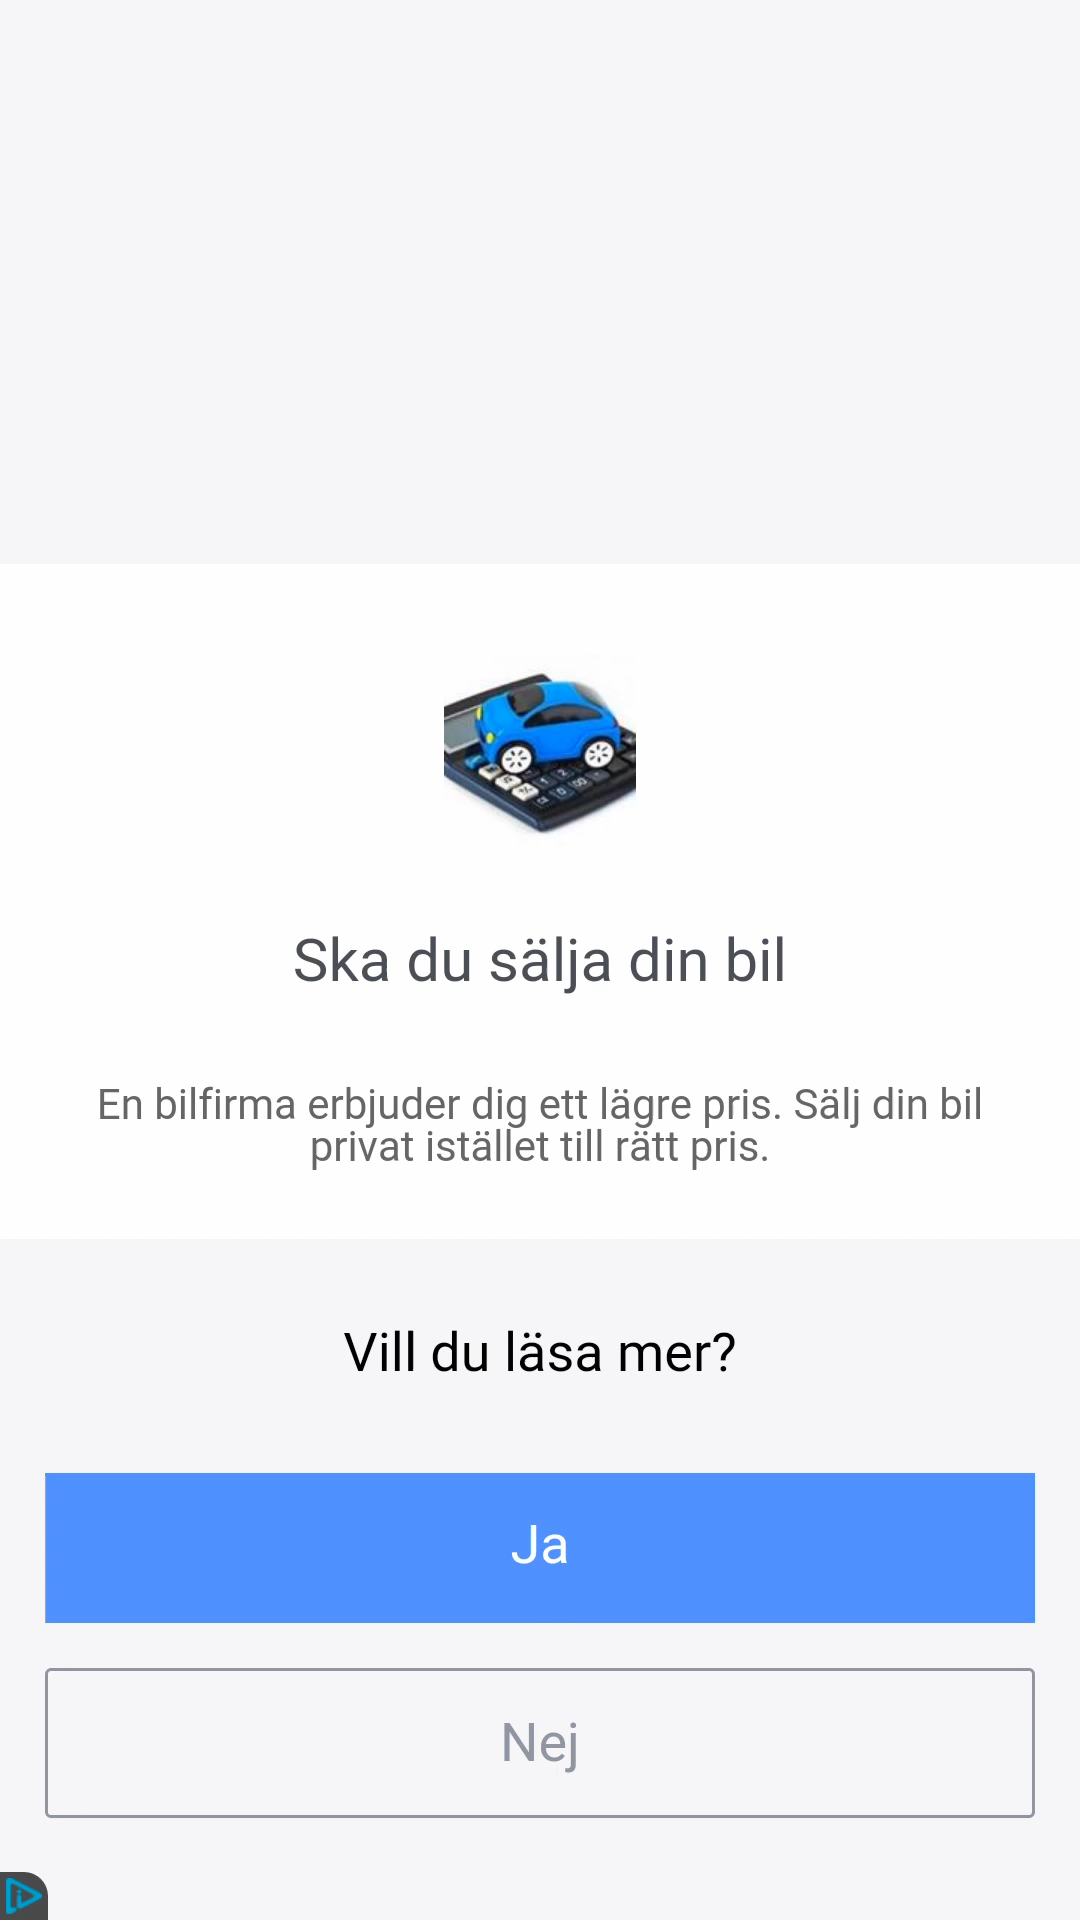 Ska du sälja din bil
En bilfirma erbjuder dig ett lägre pris. Sälj din bil
privat istället till rätt pris.
Vill du läsa mer?
Ja
Nej